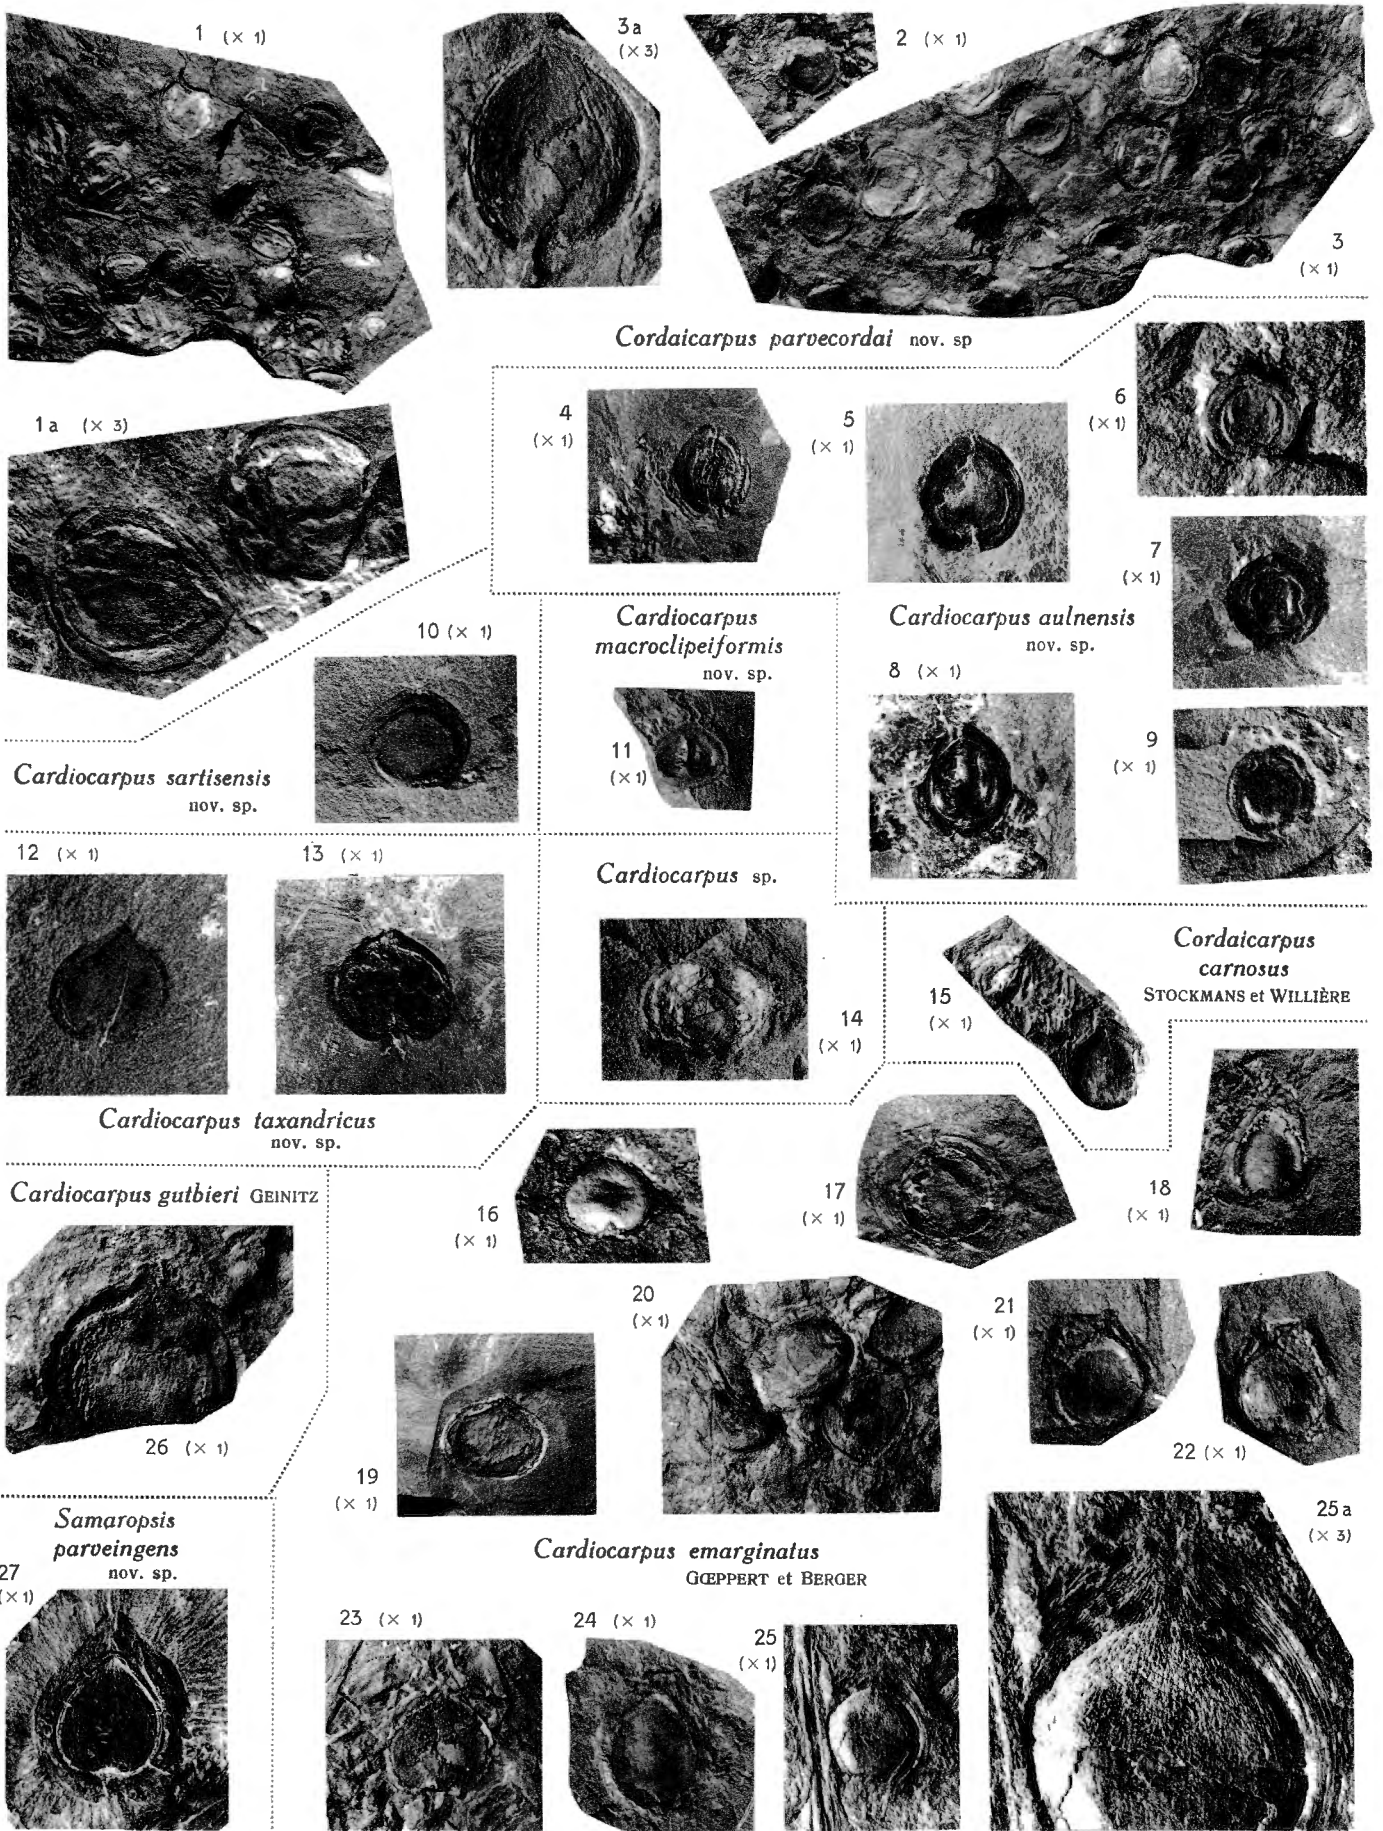 1 (× 1)
3a
(× 3)
2 (× 1)
3
(× 1)
Cordaicarpus parvecordai nov. sp
1a (× 3)
4
(× 1)
5
(× 1)
6
(× 1)
7
(× 1)
Cardiocarpus
macroclipeiformis
nov. sp.
Cardiocarpus aulnensis
nov. sp.
8 (× 1)
9
(× 1)
10 (× 1)
11
(× 1)
Cardiocarpus sartisensis
nov. sp.
12 (× 1)
13 (× 1)
Cardiocarpus sp.
14
(× 1)
Cordaicarpus
carnosus
STOCKMANS et WILLIÈRE
15
(× 1)
Cardiocarpus taxandricus
nov. sp.
Cardiocarpus gutbieri GEINITZ
16
(× 1)
17
(× 1)
18
(× 1)
26 (× 1)
19
(× 1)
20
(× 1)
21
(× 1)
22 (× 1)
Samaropsis
parveingens
nov. sp.
27
(× 1)
Cardiocarpus emarginatus
GŒPPERT et BERGER
23 (× 1)
24 (× 1)
25
(× 1)
25a
(× 3)